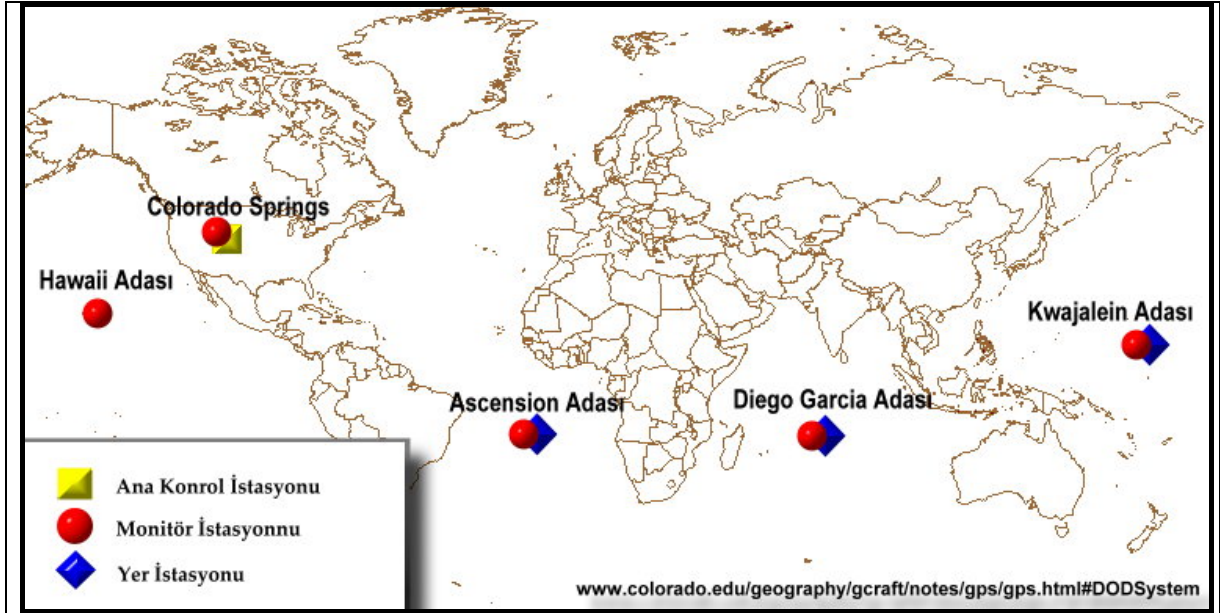 Colorado Springs
Hawaii Adası
Kwajalein Adası
Ascension Adası
Diego Garcia Adası
Ana Konrol İstasyonu
Monitör İstasyonnu
Yer İstasyonu
www.colorado.edu/geography/gcraft/notes/gps/gps.html#DODSystem